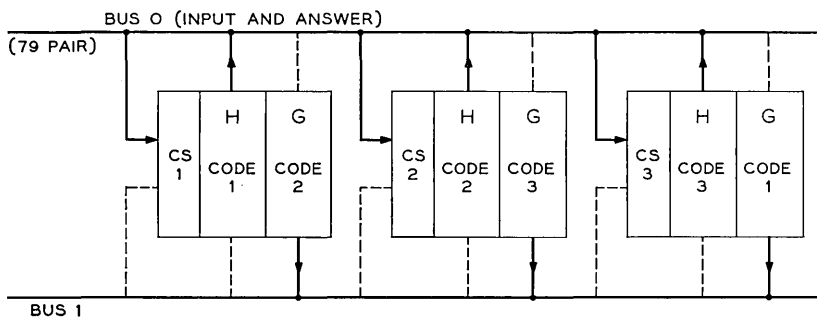 BUS 0 (INPUT AND ANSWER)
(79 PAIR)
CS 1
H
CODE 1
G
CODE 2
CS 2
H
CODE 2
G
CODE 3
CS 3
H
CODE 3
G
CODE 1
BUS 1